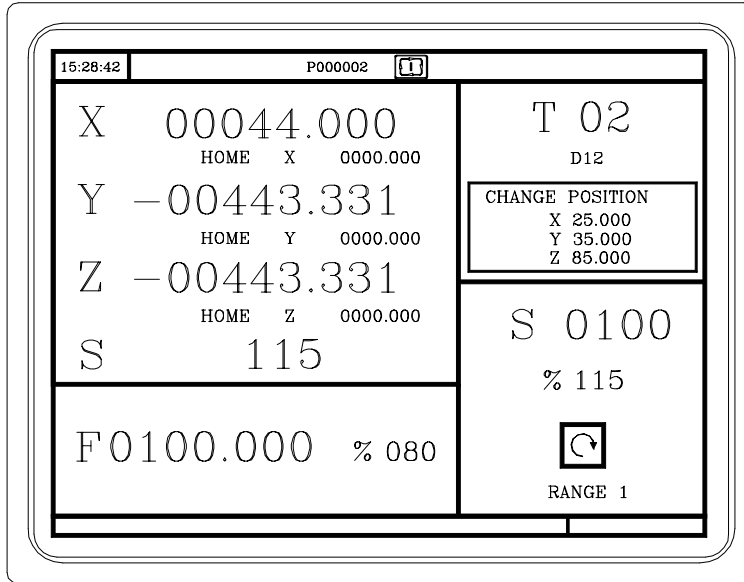 15:28:42 P000002
X 00044.000
HOME X 0000.000
Y -00443.331
HOME Y 0000.000
Z -00443.331
HOME Z 0000.000
S 115
F0100.000 % 080
T 02
D12
CHANGE POSITION
X 25.000
Y 35.000
Z 85.000
S 0100
% 115
RANGE 1